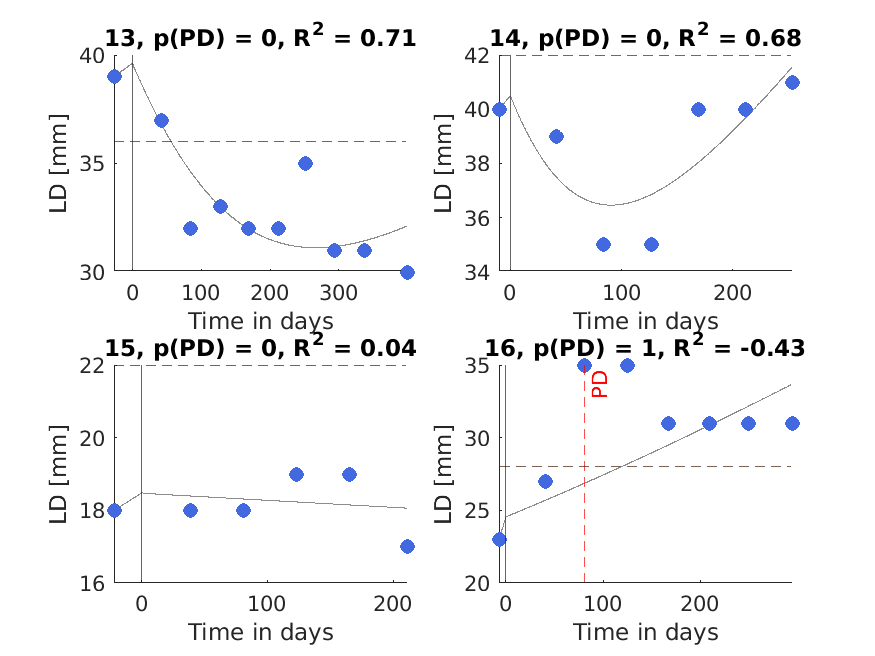 13, p(PD) = 0, R² = 0.71
40
35
30
LD [mm]
0 100 200 300
Time in days
14, p(PD) = 0, R² = 0.68
42
40
38
36
34
LD [mm]
0 100 200
Time in days
15, p(PD) = 0, R² = 0.04
22
20
18
16
LD [mm]
0 100 200
Time in days
16, p(PD) = 1, R² = -0.43
35
30
25
20
LD [mm]
PD
0 100 200
Time in days